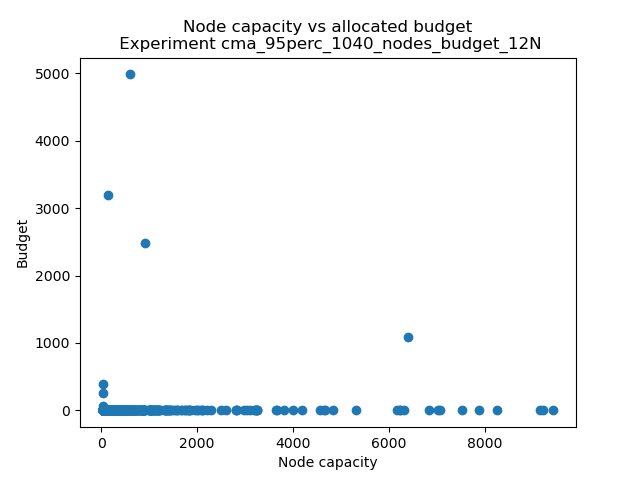 Node capacity vs allocated budget
Experiment cma_95perc_1040_nodes_budget_12N
5000
4000
3000
2000
1000
0
Budget
0
2000
4000
6000
8000
Node capacity